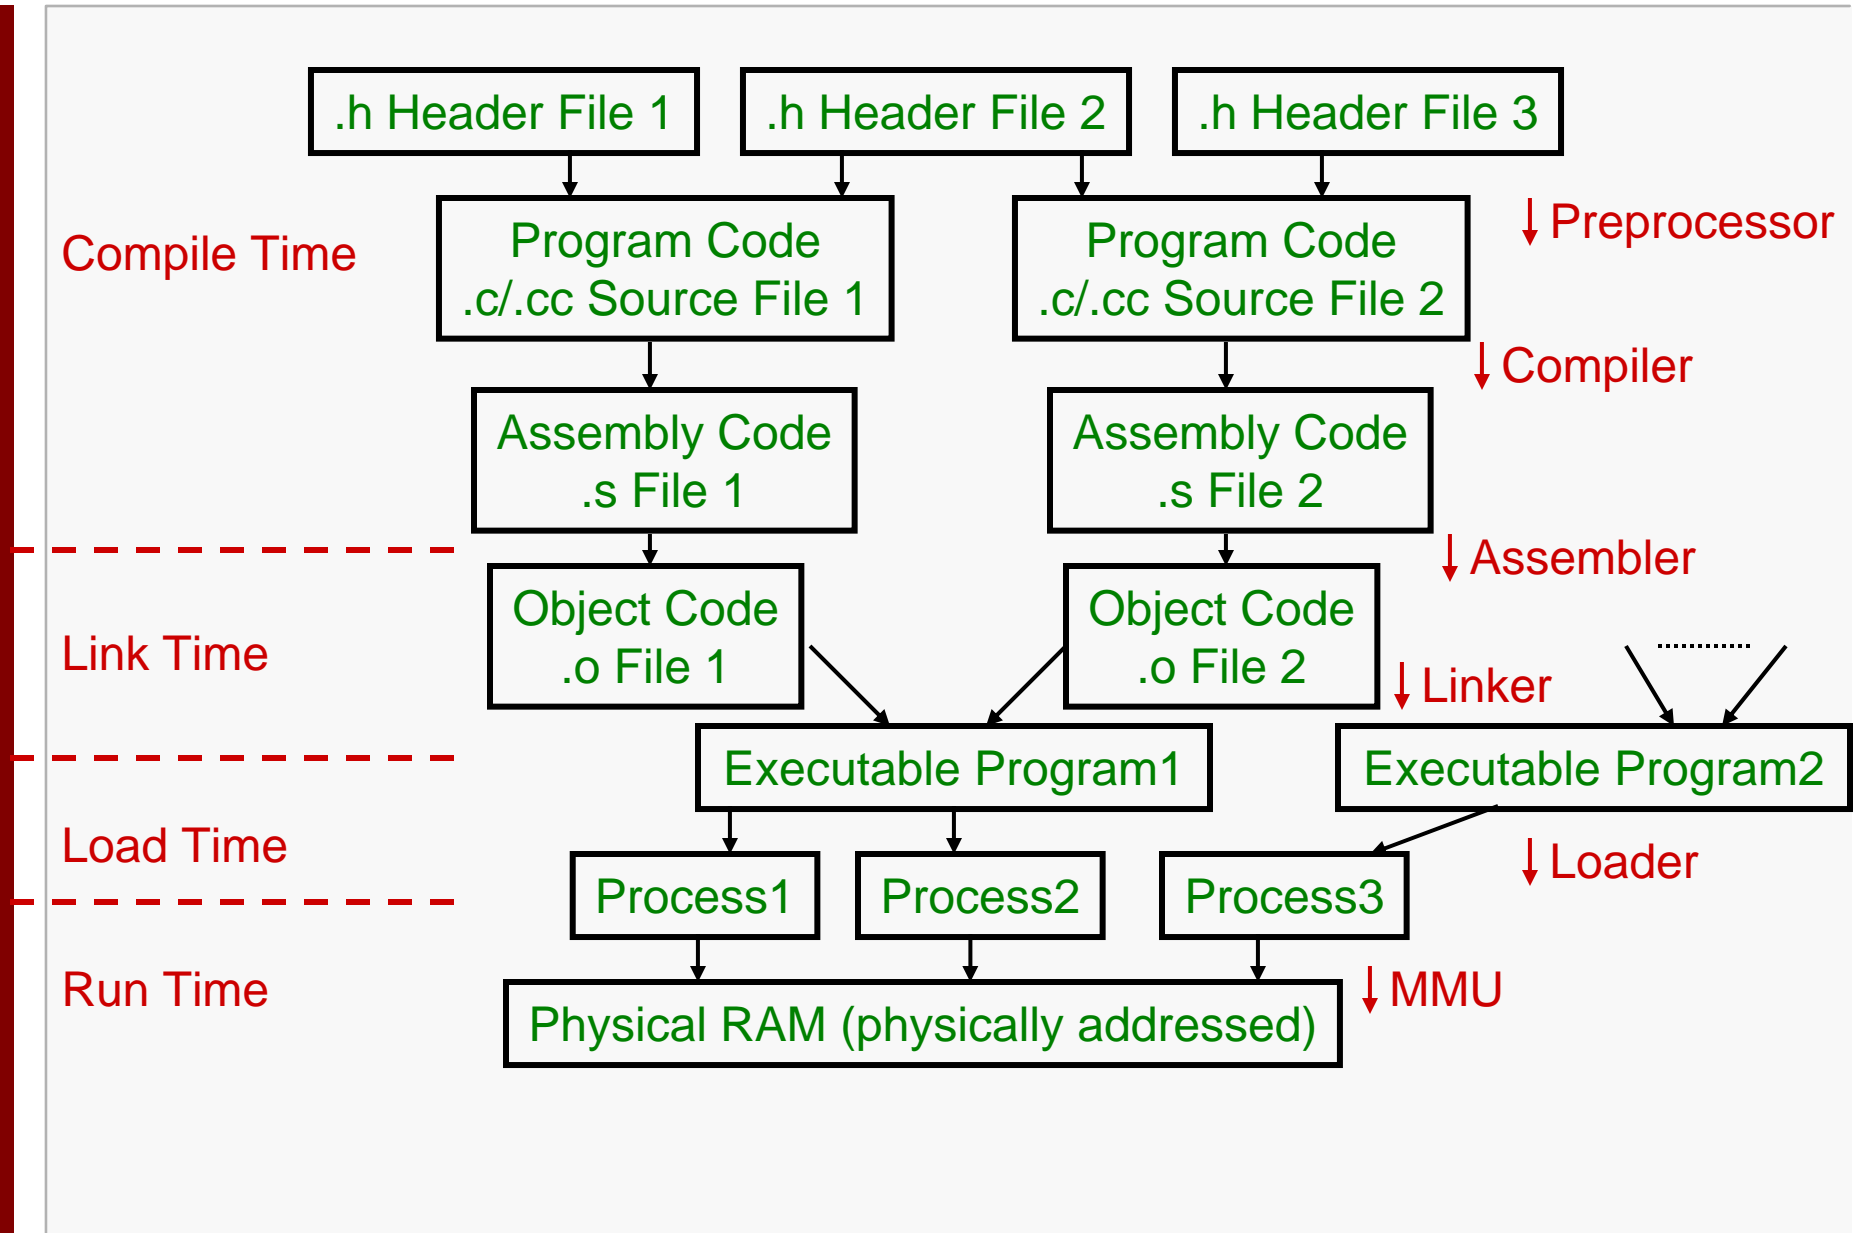 .h Header File 1
.h Header File 2
.h Header File 3
Compile Time
Program Code
.c/.cc Source File 1
Program Code
.c/.cc Source File 2
Preprocessor
Compiler
Assembly Code
.s File 1
Assembly Code
.s File 2
Assembler
Link Time
Object Code
.o File 1
Object Code
.o File 2
Linker
Executable Program1
Executable Program2
Load Time
Loader
Process1
Process2
Process3
Run Time
MMU
Physical RAM (physically addressed)